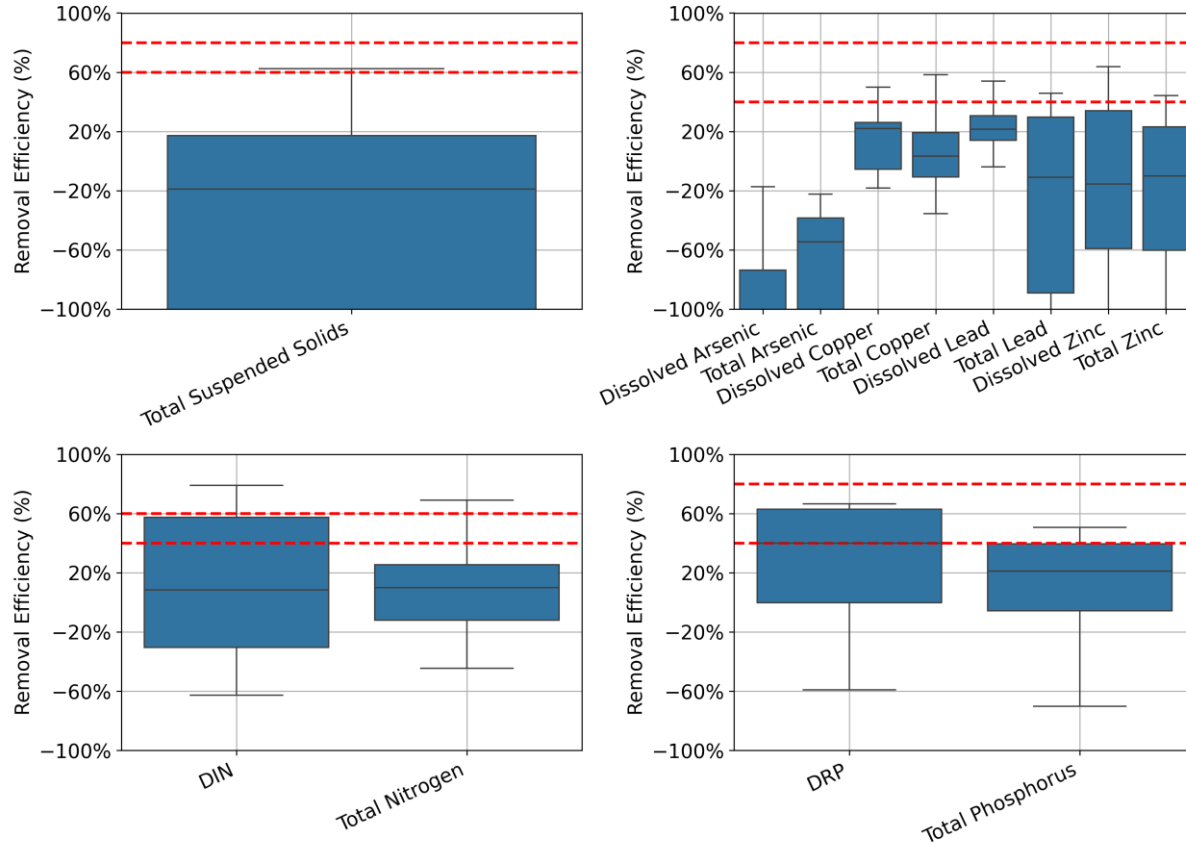 Removal Efficiency (%)
100%
60%
20%
−20%
−60%
−100%
Total Suspended Solids
Removal Efficiency (%)
100%
60%
20%
−20%
−60%
−100%
Dissolved Arsenic
Total Arsenic
Dissolved Copper
Total Copper
Dissolved Lead
Total Lead
Dissolved Zinc
Total Zinc
Removal Efficiency (%)
100%
60%
20%
−20%
−60%
−100%
DIN
Total Nitrogen
Removal Efficiency (%)
100%
60%
20%
−20%
−60%
−100%
DRP
Total Phosphorus